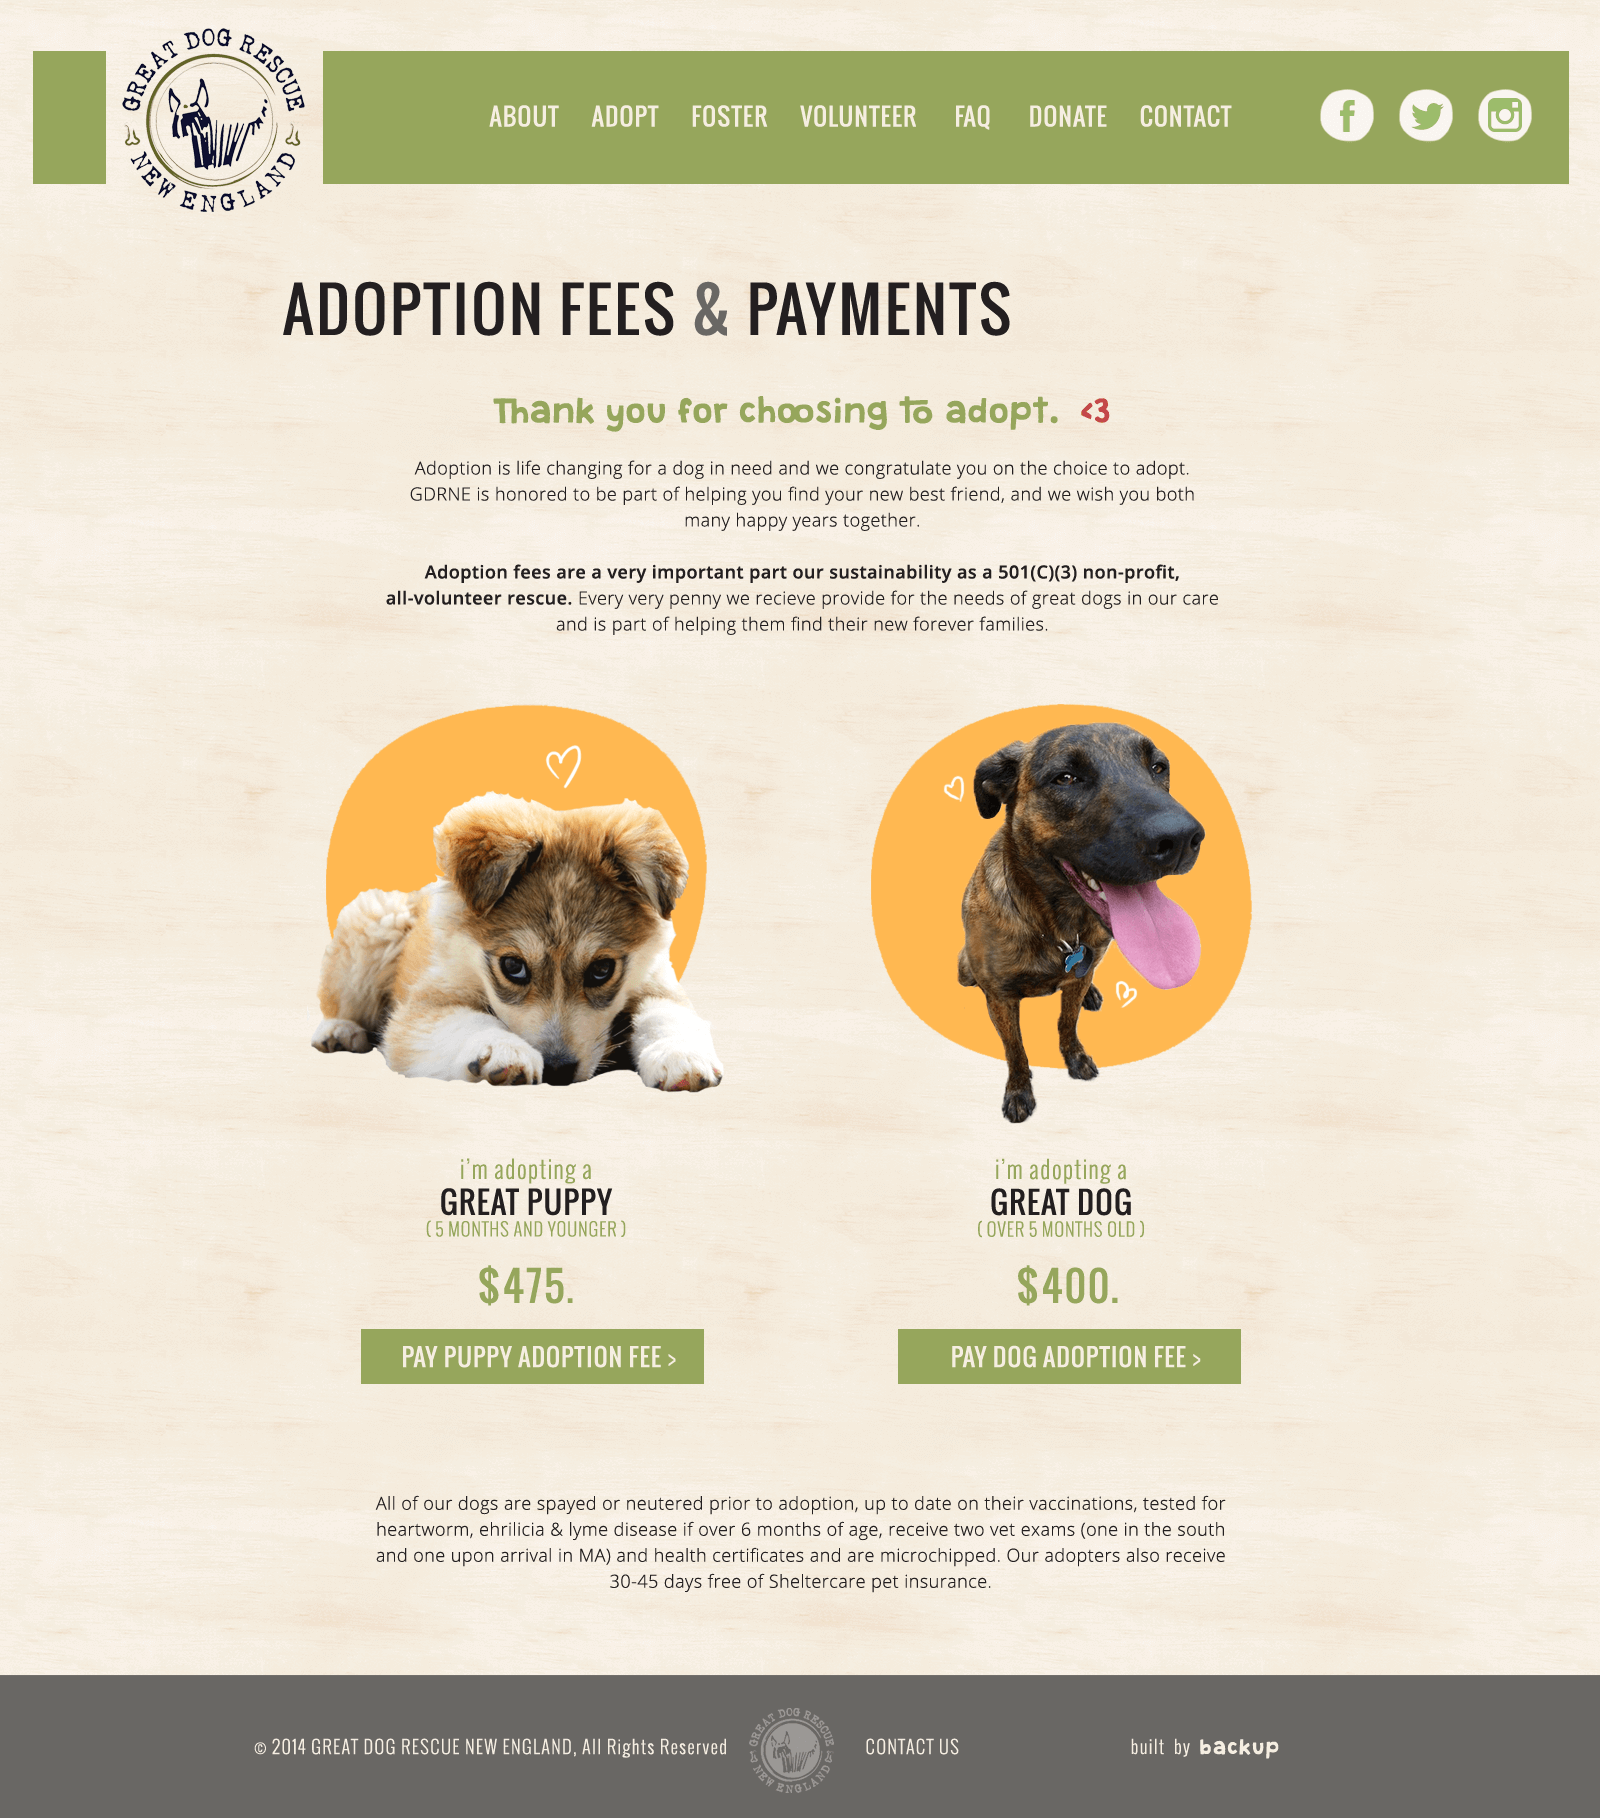 GREAT DOG RESCUE
NEW ENGLAND
ABOUT ADOPT FOSTER VOLUNTEER FAQ DONATE CONTACT
ADOPTION FEES & PAYMENTS
Thank you for choosing to adopt. <3
Adoption is life changing for a dog in need and we congratulate you on the choice to adopt.
GDRNE is honored to be part of helping you find your new best friend, and we wish you both
many happy years together.
Adoption fees are a very important part our sustainability as a 501(C)(3) non-profit,
all-volunteer rescue. Every very penny we recieve provide for the needs of great dogs in our care
and is part of helping them find their new forever families.
i'm adopting a
GREAT PUPPY
( 5 MONTHS AND YOUNGER )
$475.
PAY PUPPY ADOPTION FEE >
i'm adopting a
GREAT DOG
( OVER 5 MONTHS OLD )
$400.
PAY DOG ADOPTION FEE >
All of our dogs are spayed or neutered prior to adoption, up to date on their vaccinations, tested for
heartworm, ehrilicia & lyme disease if over 6 months of age, receive two vet exams (one in the south
and one upon arrival in MA) and health certificates and are microchipped. Our adopters also receive
30-45 days free of Sheltercare pet insurance.
© 2014 GREAT DOG RESCUE NEW ENGLAND, All Rights Reserved
GREAT DOG RESCUE
NEW ENGLAND
CONTACT US
built by backup